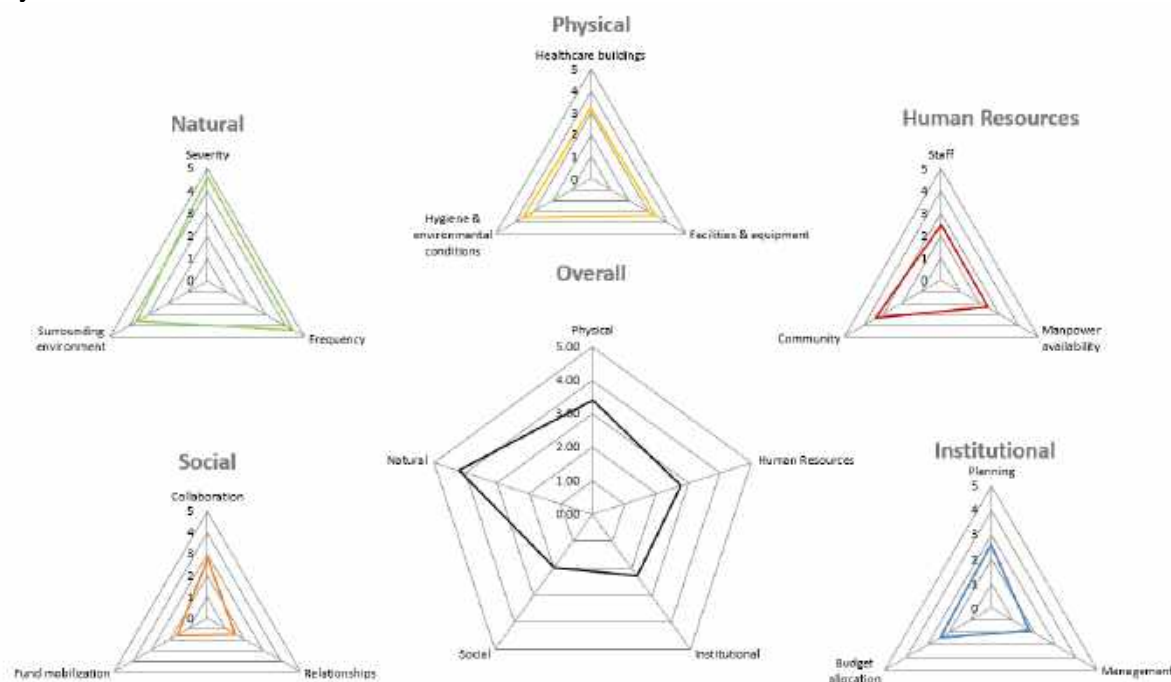 Physical
Healthcare buildings
5
4
3
2
1
0
Hygiene &
environmental
conditions
Facilities & equipment
Natural
Severity
5
4
3
2
1
0
Surrounding
environment
Frequency
Human Resources
Staff
5
4
3
2
1
0
Community
Manpower
availability
Overall
Physical
5.00
4.00
3.00
2.00
1.00
0.00
Natural
Human Resources
Social
Institutional
Social
Collaboration
5
4
3
2
1
0
Fund mobilization
Relationships
Institutional
Planning
5
4
3
2
1
0
Budget
allocation
Management